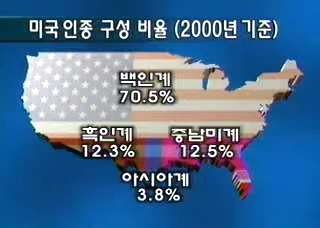 미국 인종 구성 비율 (2000년 기준)
백인계
70.5%
흑인계
12.3%
중남미계
12.5%
아시아계
3.8%